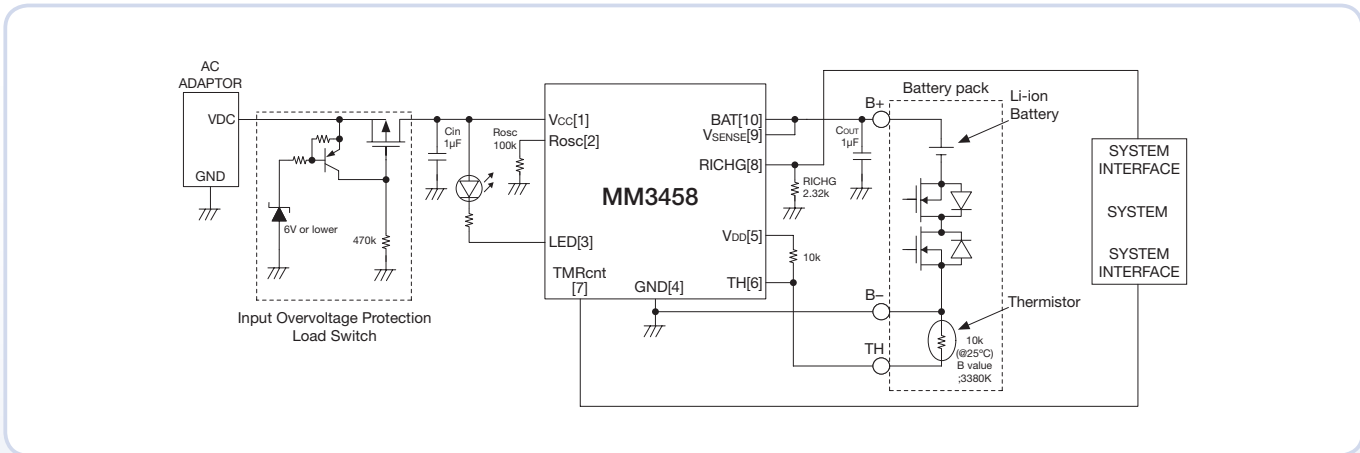 AC
ADAPTOR
VDC
GND
6V or lower
470k
Input Overvoltage Protection
Load Switch
Cin
1µF
Rosc
100k
VCC[1]
Rosc[2]
LED[3]
TMRcnt
[7]
GND[4]
MM3458
BAT[10]
VSENSE[9]
RICHG[8]
VDD[5]
TH[6]
RICHG
2.32k
10k
COUT
1µF
B+
B−
TH
Battery pack
Li-ion
Battery
Thermistor
10k
(@25°C)
B value
;3380K
SYSTEM
INTERFACE
SYSTEM
SYSTEM
INTERFACE